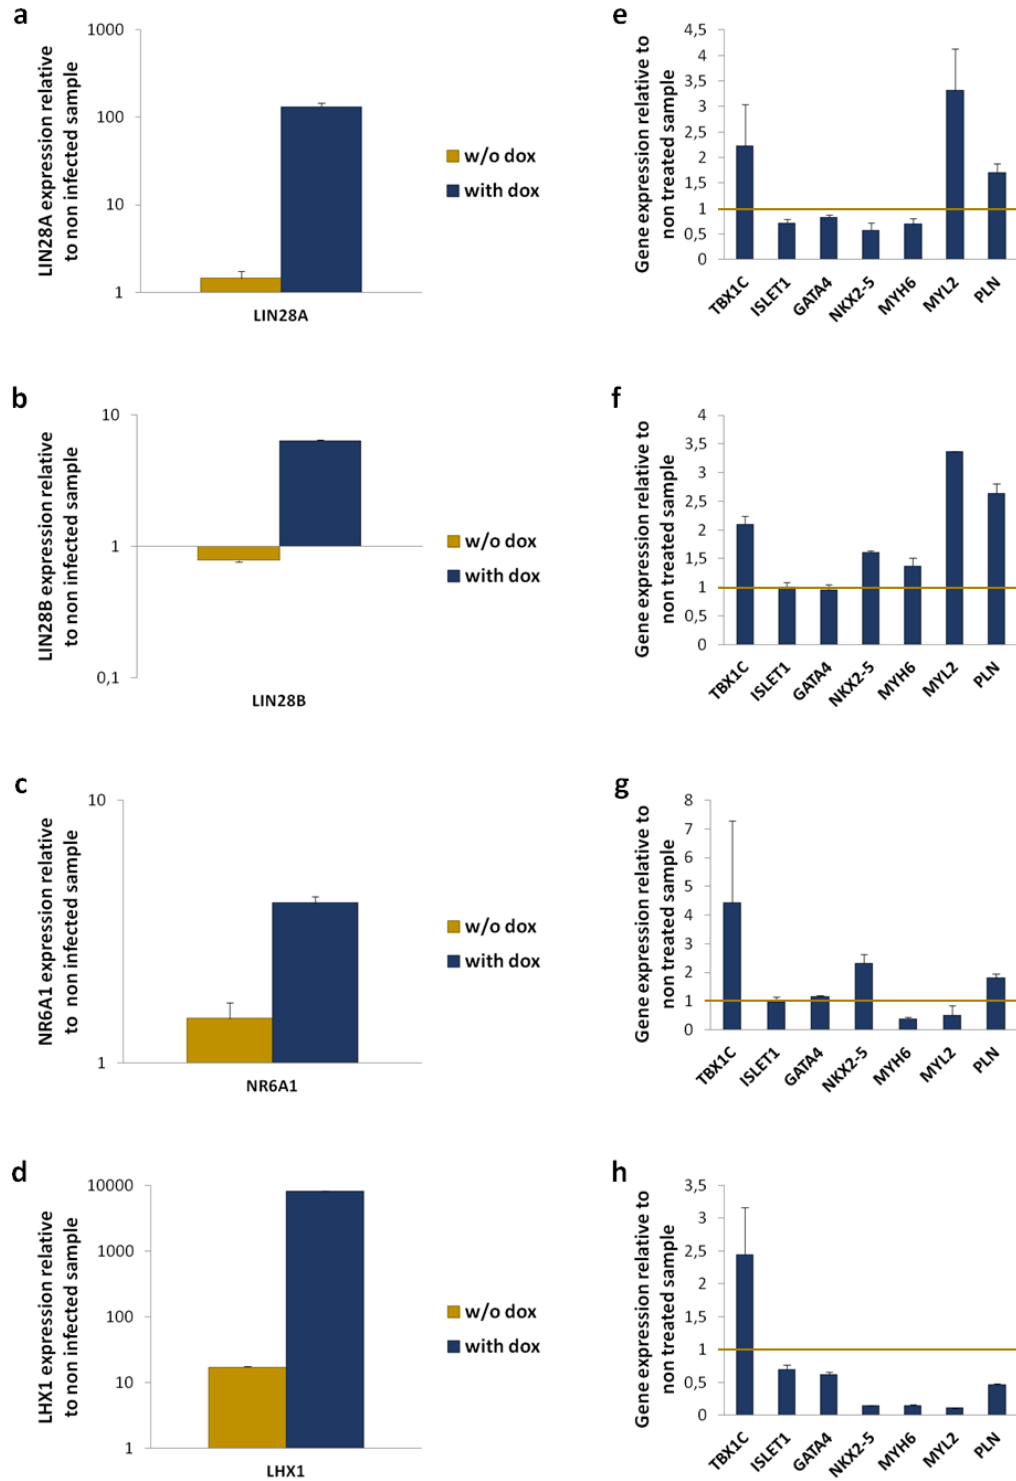 a
LIN28A expression relative
to non infected sample
1000
100
10
1
LIN28A
w/o dox
with dox
e
Gene expression relative to
non treated sample
4,5
4
3,5
3
2,5
2
1,5
1
0,5
0
TBX1C
ISLET1
GATA4
NKX2-5
MYH6
MYL2
PLN
b
LIN28B expression relative
to non infected sample
10
1
0,1
LIN28B
w/o dox
with dox
f
Gene expression relative to
non treated sample
4
3,5
3
2,5
2
1,5
1
0,5
0
TBX1C
ISLET1
GATA4
NKX2-5
MYH6
MYL2
PLN
c
NR6A1 expression relative
to non infected sample
10
1
NR6A1
w/o dox
with dox
g
Gene expression relative to
non treated sample
8
7
6
5
4
3
2
1
0
TBX1C
ISLET1
GATA4
NKX2-5
MYH6
MYL2
PLN
d
LHX1 expression relative
to non infected sample
10000
1000
100
10
1
LHX1
w/o dox
with dox
h
Gene expression relative to
non treated sample
3,5
3
2,5
2
1,5
1
0,5
0
TBX1C
ISLET1
GATA4
NKX2-5
MYH6
MYL2
PLN